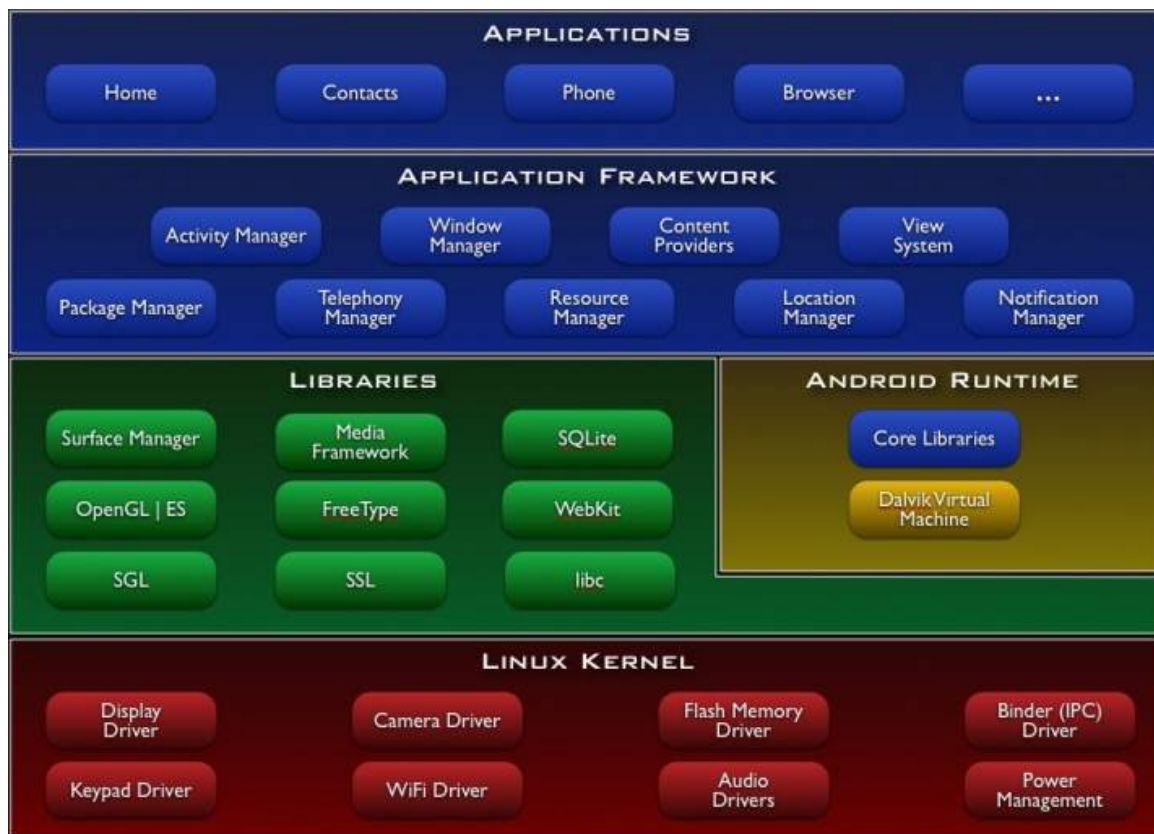 APPLICATIONS
Home
Contacts
Phone
Browser
...
APPLICATION FRAMEWORK
Activity Manager
Window
Manager
Content
Providers
View
System
Package Manager
Telephony
Manager
Resource
Manager
Location
Manager
Notification
Manager
LIBRARIES
Surface Manager
Media
Framework
SQLite
OpenGL | ES
FreeType
WebKit
SGL
SSL
libc
ANDROID RUNTIME
Core Libraries
Dalvik Virtual
Machine
LINUX KERNEL
Display
Driver
Camera Driver
Flash Memory
Driver
Binder (IPC)
Driver
Keypad Driver
WiFi Driver
Audio
Drivers
Power
Management